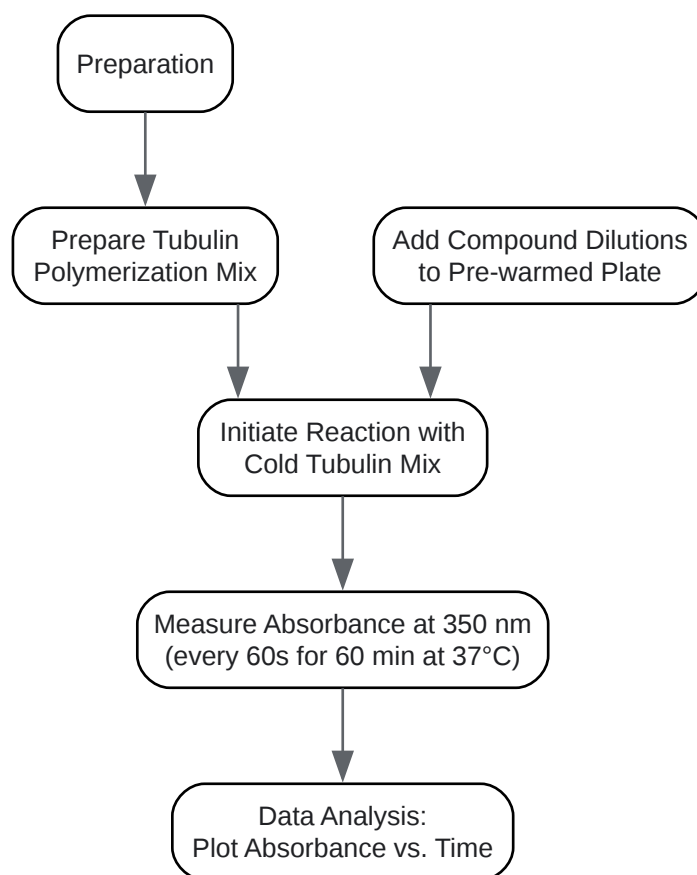 Preparation
Prepare Tubulin
Polymerization Mix
Add Compound Dilutions
to Pre-warmed Plate
Initiate Reaction with
Cold Tubulin Mix
Measure Absorbance at 350 nm
(every 60s for 60 min at 37°C)
Data Analysis:
Plot Absorbance vs. Time